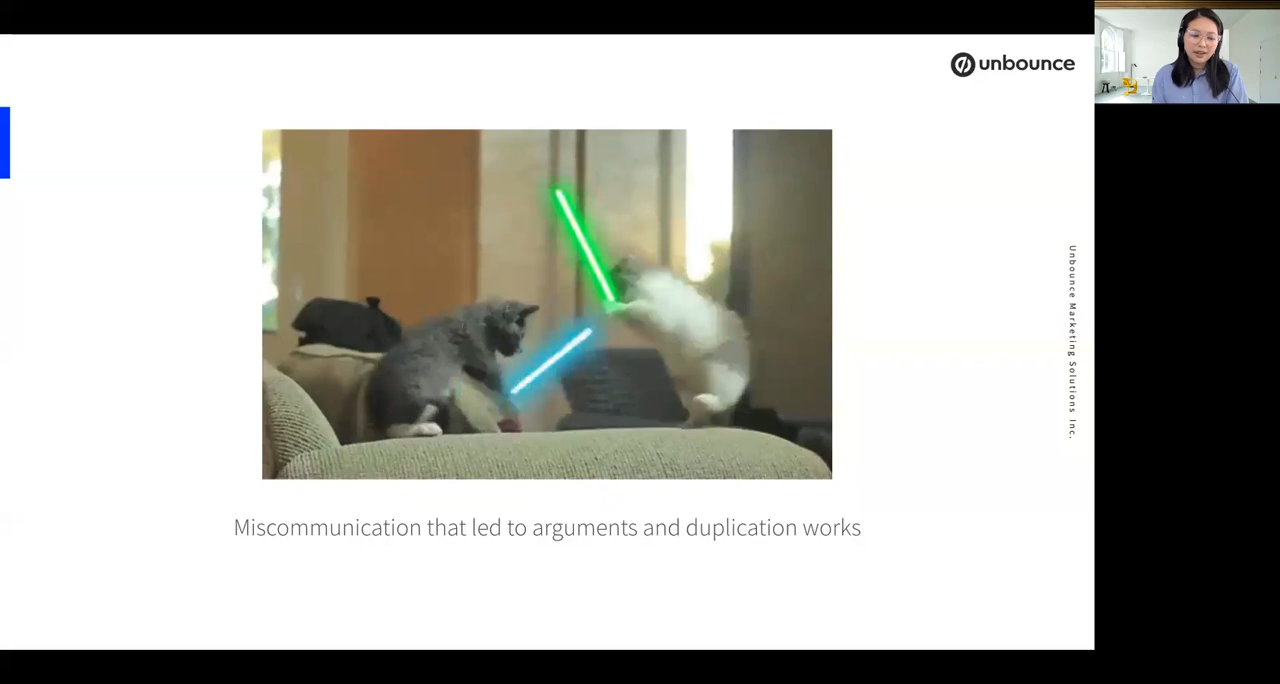 unbounce
Unbounce Marketing Solutions Inc.
Miscommunication that led to arguments and duplication works